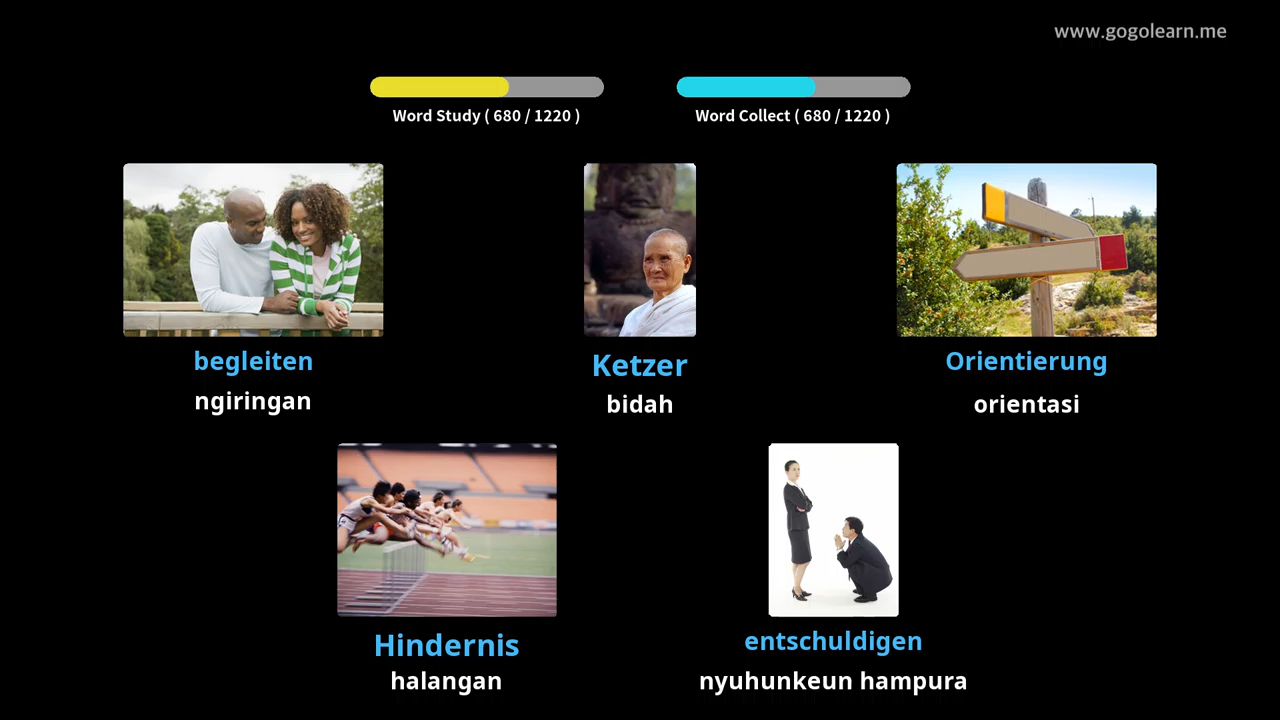 www.gogolearn.me
Word Study ( 680 / 1220 )
Word Collect ( 680 / 1220 )
begleiten
ngiringan
Ketzer
bidah
Orientierung
orientasi
Hindernis
halangan
entschuldigen
nyuhunkeun hampura